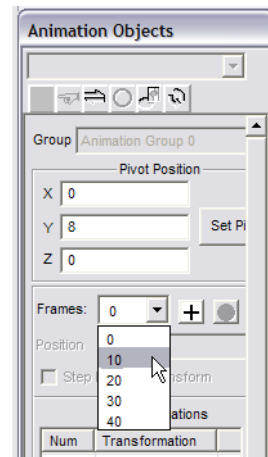 Animation Objects
Group Animation Group 0
Pivot Position
X 0
Y 8 Set Pi
Z 0
Frames: 0
Position 0
Step nsform
10
20
30
40 ations
Num Transformation